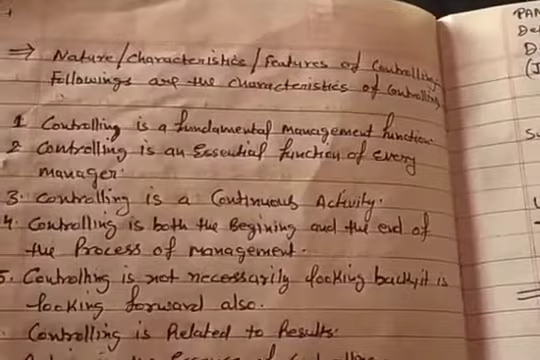 ⇒ Nature/characteristics/features of Controlling
Followings are the characteristics of Controlling
1 Controlling is a fundamental management function.
2 Controlling is an Essential function of every
manager.
3. Controlling is a Continuous Activity.
4. Controlling is both the Begining and the end of
the Process of management.
5. Controlling is not necessarily looking back, it is
looking forward also.
Controlling is Related to Results.
of
PAR
De
D